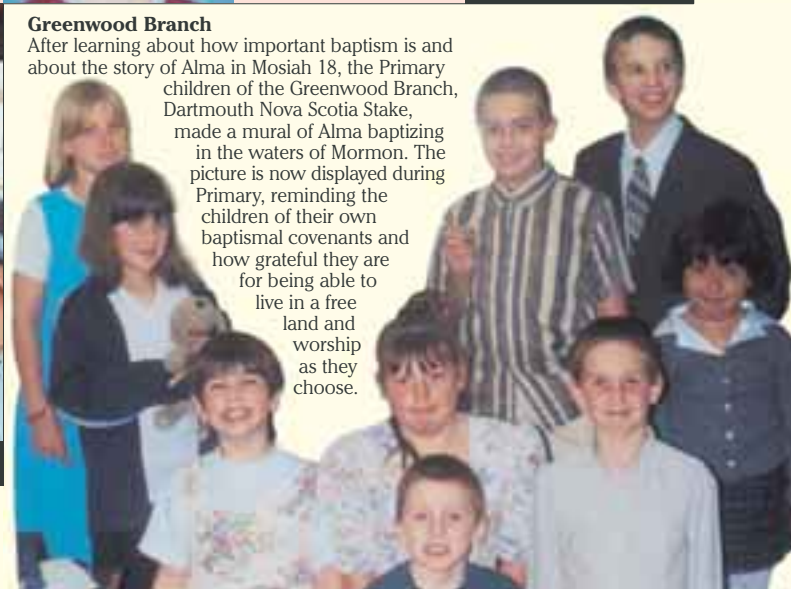 Greenwood Branch
After learning about how important baptism is and
about the story of Alma in Mosiah 18, the Primary
children of the Greenwood Branch,
Dartmouth Nova Scotia Stake,
made a mural of Alma baptizing
in the waters of Mormon. The
picture is now displayed during
Primary, reminding the
children of their own
baptismal covenants and
how grateful they are
for being able to
live in a free
land and
worship
as they
choose.